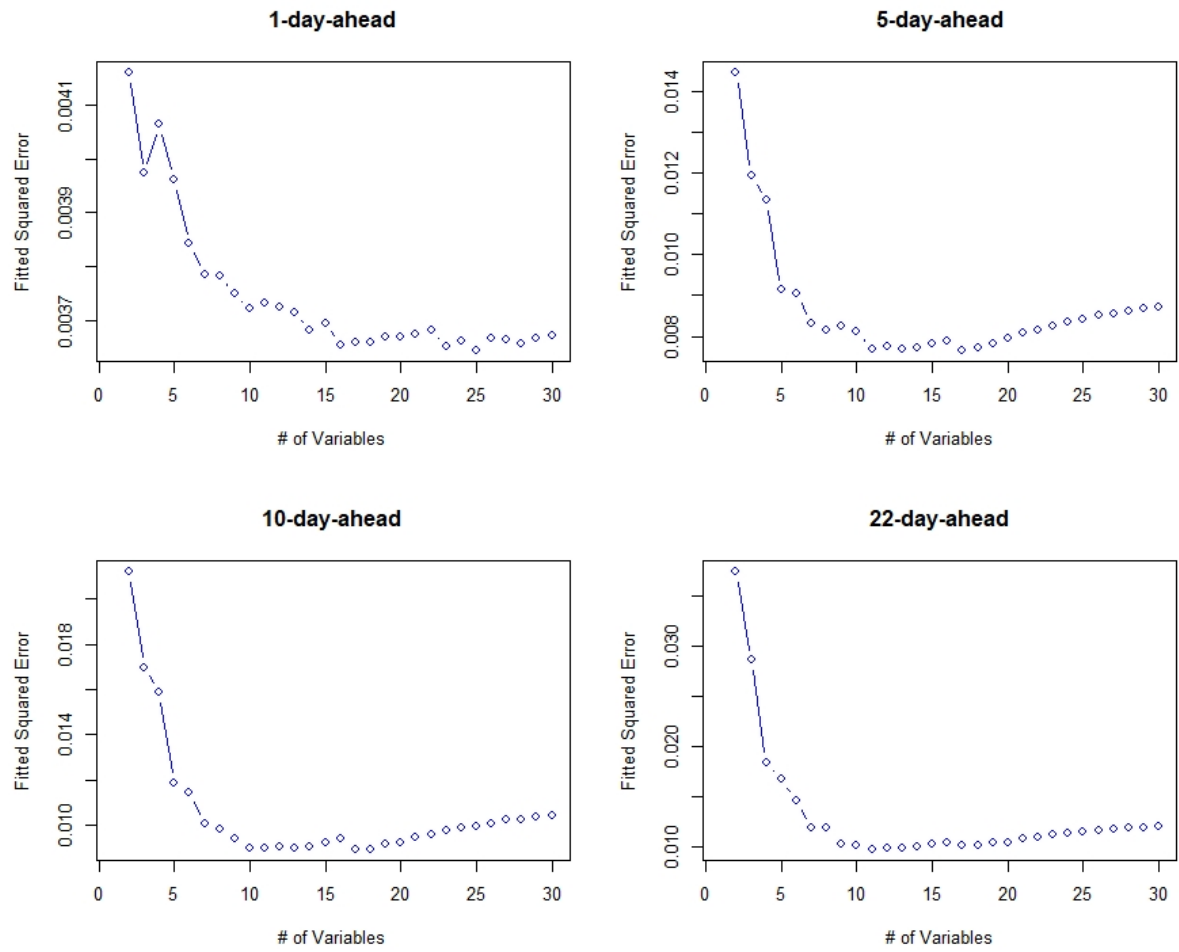 1-day-ahead
Fitted Squared Error
0.0037 0.0039 0.0041
0 5 10 15 20 25 30
# of Variables
5-day-ahead
Fitted Squared Error
0.008 0.010 0.012 0.014
0 5 10 15 20 25 30
# of Variables
10-day-ahead
Fitted Squared Error
0.010 0.014 0.018
0 5 10 15 20 25 30
# of Variables
22-day-ahead
Fitted Squared Error
0.010 0.020 0.030
0 5 10 15 20 25 30
# of Variables